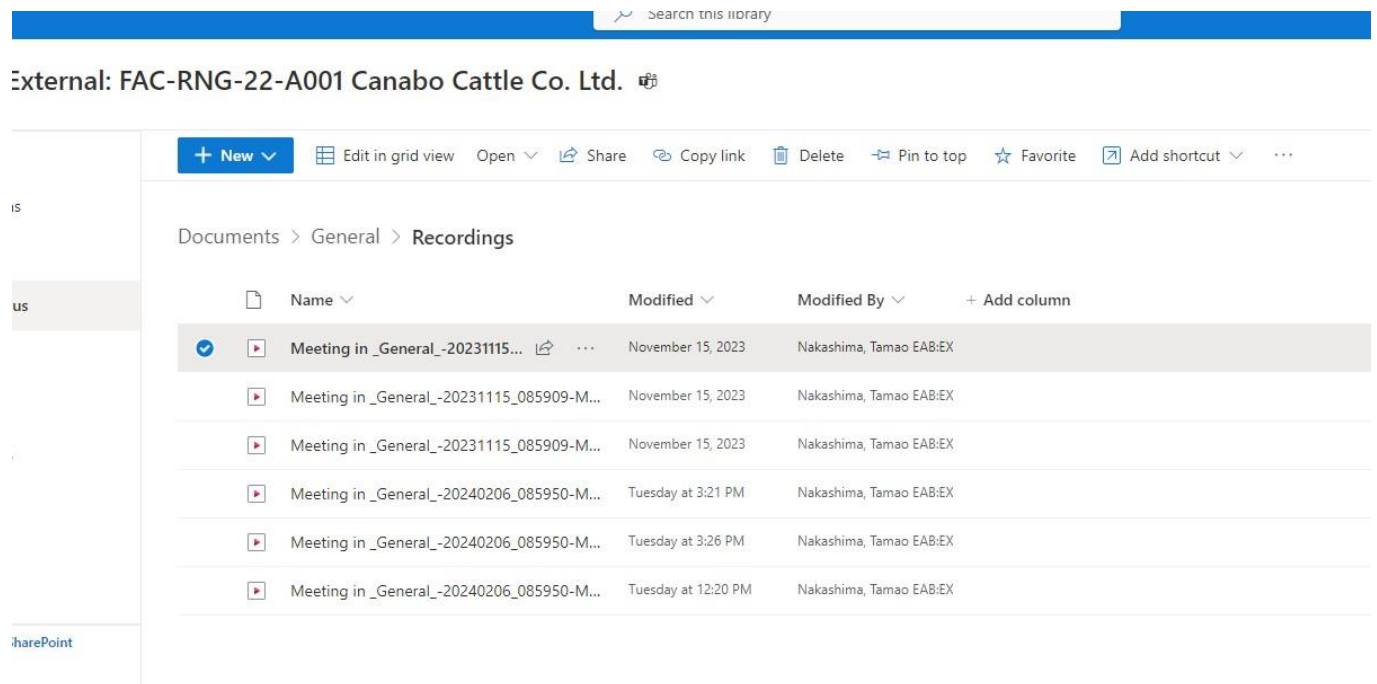 Search this library
External: FAC-RNG-22-A001 Canabo Cattle Co. Ltd.
+ New Edit in grid view Open Share Copy link Delete Pin to top Favorite Add shortcut ...
ns
Documents > General > Recordings
us
Name Modified Modified By + Add column
Meeting in _General_-20231115... ... November 15, 2023 Nakashima, Tamao EAB:EX
Meeting in _General_-20231115_085909-M... November 15, 2023 Nakashima, Tamao EAB:EX
Meeting in _General_-20231115_085909-M... November 15, 2023 Nakashima, Tamao EAB:EX
Meeting in _General_-20240206_085950-M... Tuesday at 3:21 PM Nakashima, Tamao EAB:EX
Meeting in _General_-20240206_085950-M... Tuesday at 3:26 PM Nakashima, Tamao EAB:EX
Meeting in _General_-20240206_085950-M... Tuesday at 12:20 PM Nakashima, Tamao EAB:EX
harePoint